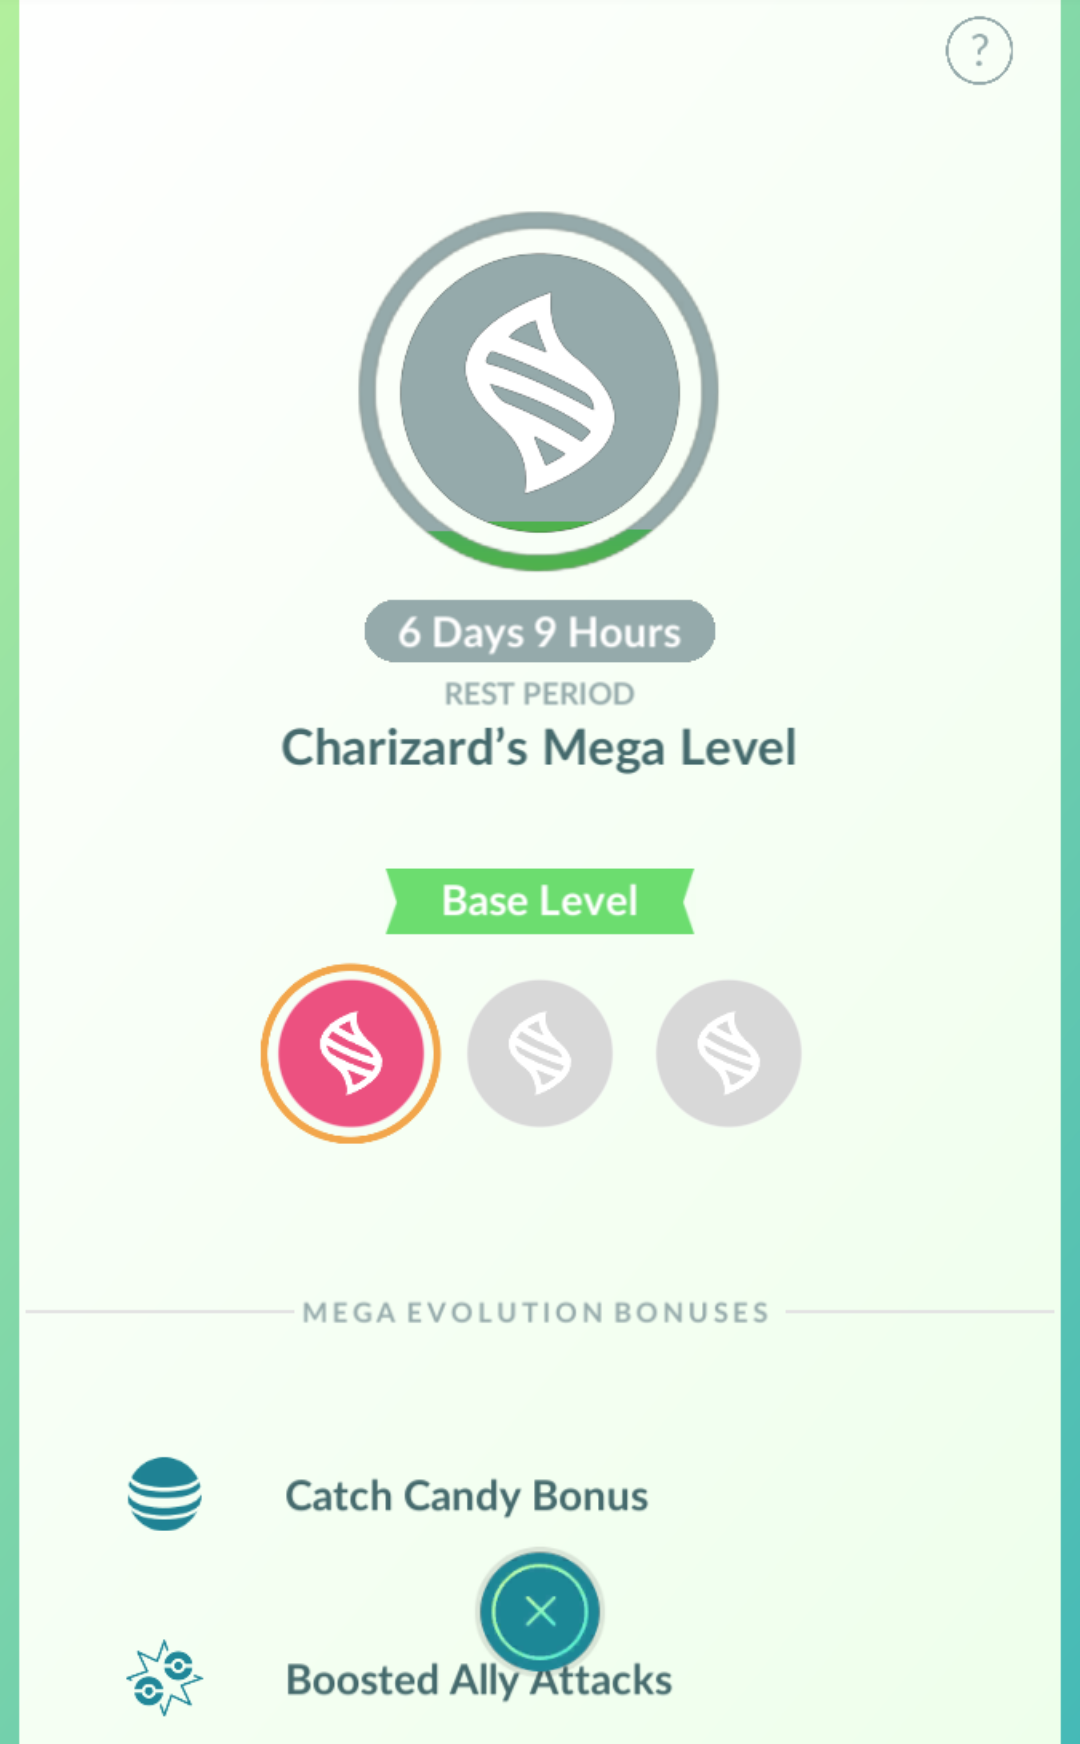 ?
6 Days 9 Hours
REST PERIOD
Charizard’s Mega Level
Base Level
MEGA EVOLUTION BONUSES
Catch Candy Bonus
Boosted Ally Attacks